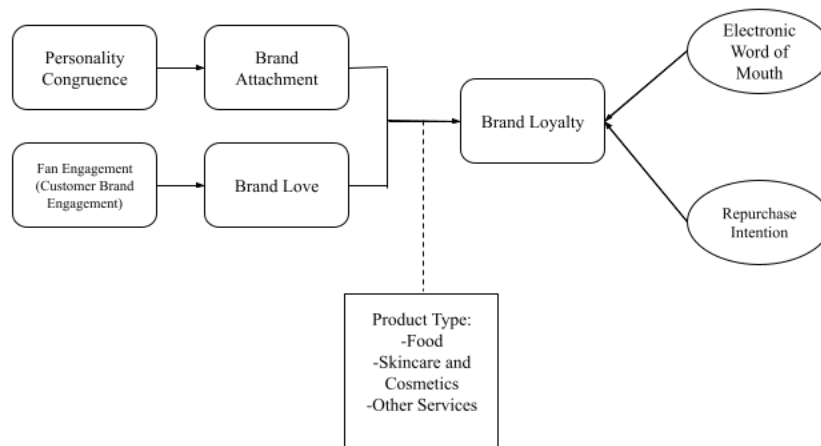 Personality
Congruence
Brand
Attachment
Fan Engagement
(Customer Brand
Engagement)
Brand Love
Brand Loyalty
Electronic
Word of
Mouth
Repurchase
Intention
Product Type:
-Food
-Skincare and
Cosmetics
-Other Services